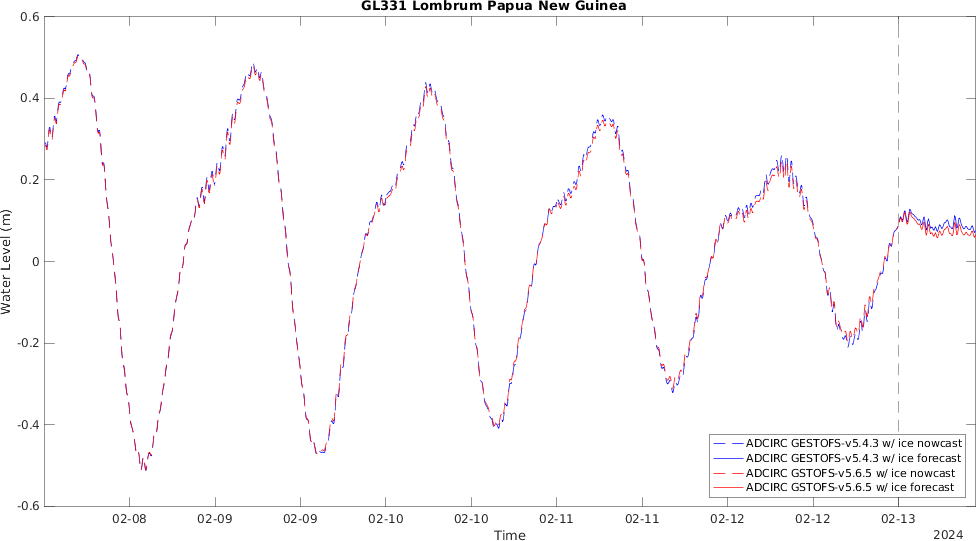 GL331 Lombrum Papua New Guinea
0.6
0.4
0.2
0
-0.2
-0.4
-0.6
Water Level (m)
ADCIRC GESTOFS-v5.4.3 w/ ice nowcast
ADCIRC GESTOFS-v5.4.3 w/ ice forecast
ADCIRC GSTOFS-v5.6.5 w/ ice nowcast
ADCIRC GSTOFS-v5.6.5 w/ ice forecast
02-08 02-09 02-09 02-10 02-10 02-11 02-11 02-12 02-12 02-13
Time
2024